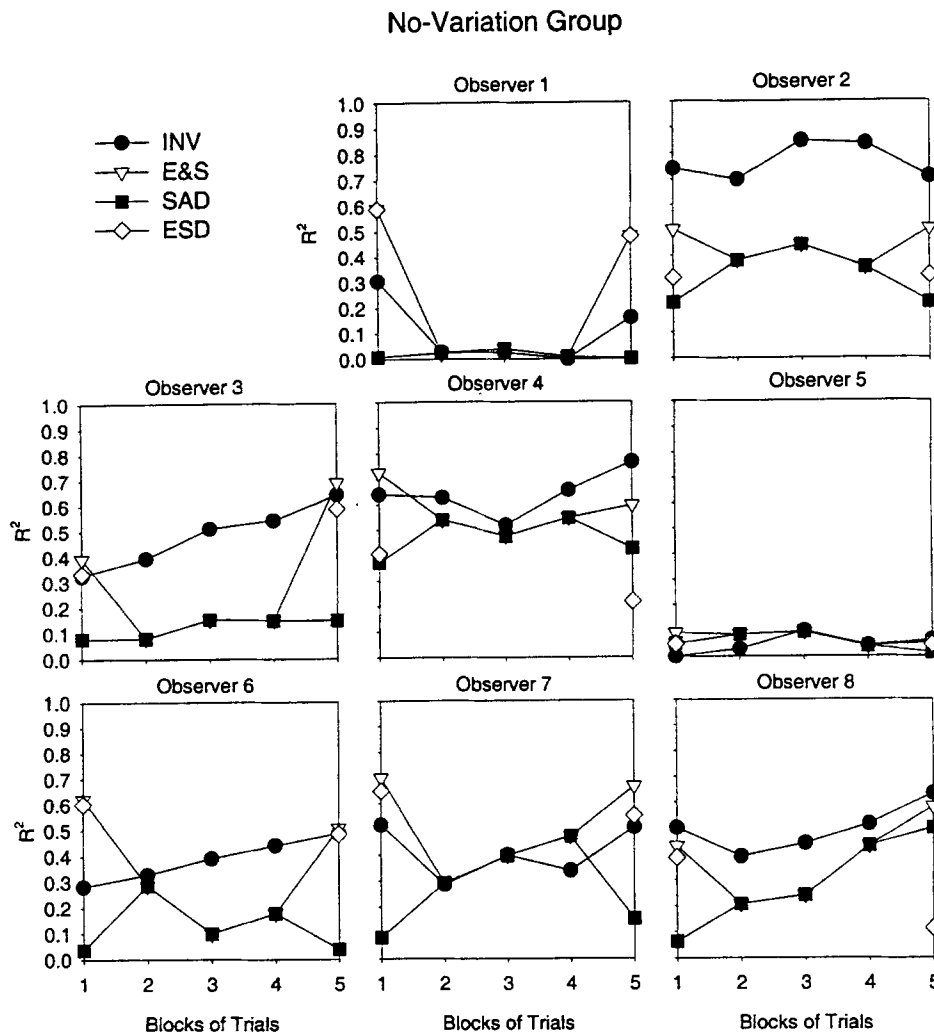 No-Variation Group
INV
E&S
SAD
ESD
Observer 1
Observer 2
1.0
0.9
0.8
0.7
0.6
0.5
0.4
0.3
0.2
0.1
0.0
R²
Observer 3
Observer 4
Observer 5
1.0
0.9
0.8
0.7
0.6
0.5
0.4
0.3
0.2
0.1
0.0
R²
Observer 6
Observer 7
Observer 8
1.0
0.9
0.8
0.7
0.6
0.5
0.4
0.3
0.2
0.1
0.0
R²
1 2 3 4 5
1 2 3 4 5
1 2 3 4 5
Blocks of Trials
Blocks of Trials
Blocks of Trials